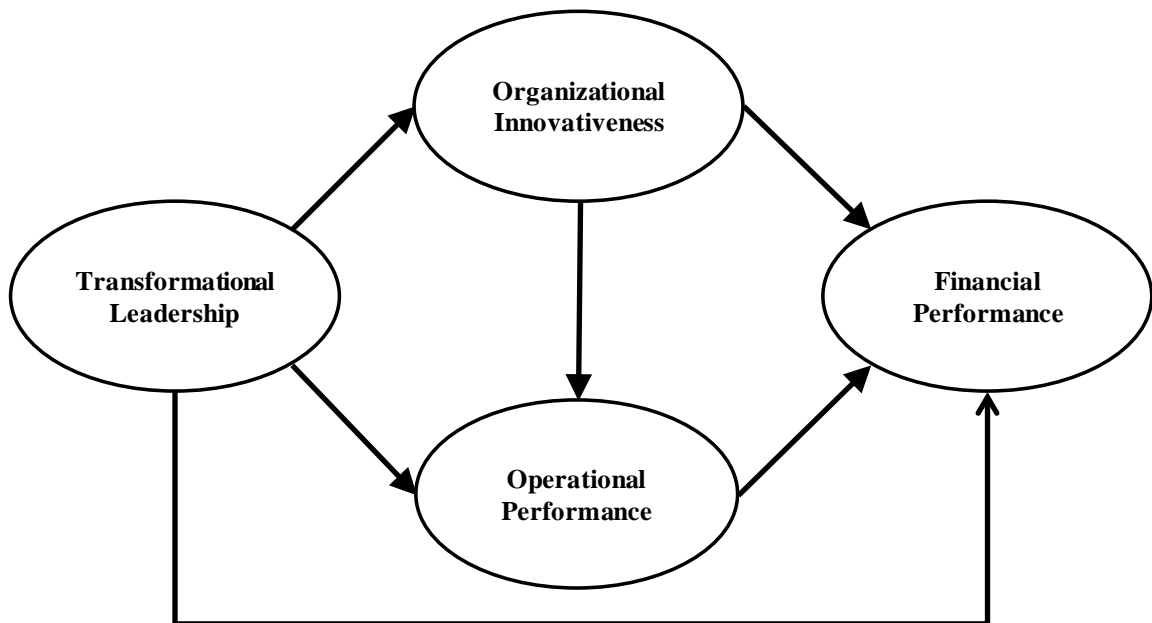 Organizational
Innovativeness
Transformational
Leadership
Financial
Performance
Operational
Performance